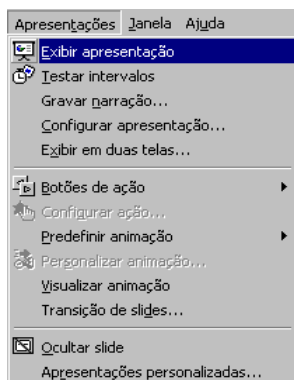 Apresentações Janela Ajuda
Exibir apresentação
Testar intervalos
Gravar narração...
Configurar apresentação...
Exibir em duas telas...
Botões de ação
Configurar ação...
Predefinir animação
Personalizar animação...
Visualizar animação
Transição de slides...
Ocultar slide
Apresentações personalizadas...